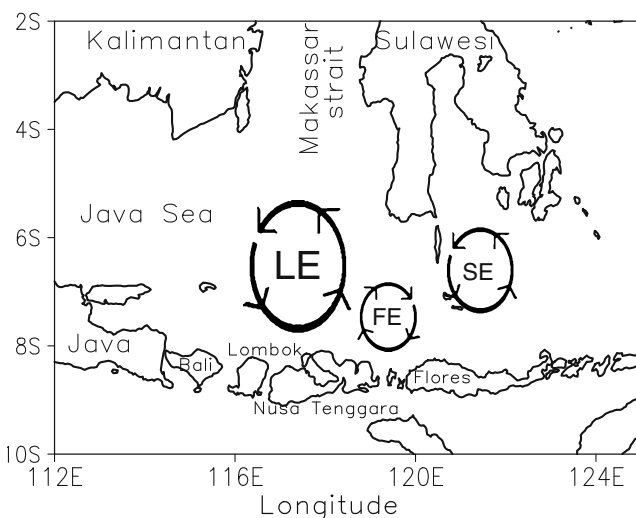 2S
Kalimantan
Makassar
strait
Sulawesi
4S
Java Sea
6S
LE
SE
FE
8S
Java
Bali
Lombok
Flores
Nusa Tenggara
10S
112E
116E
120E
124E
Longitude